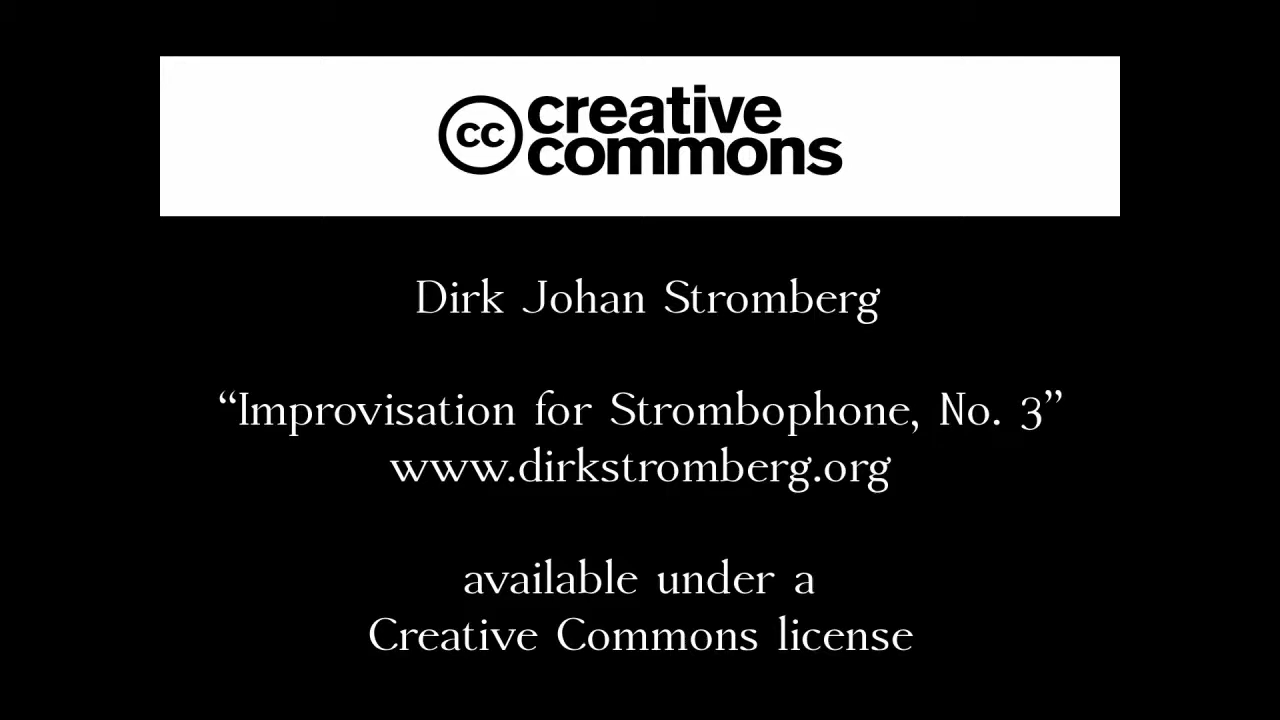 cc creative
commons
Dirk Johan Stromberg
“Improvisation for Strombophone, No. 3”
www.dirkstromberg.org
available under a
Creative Commons license